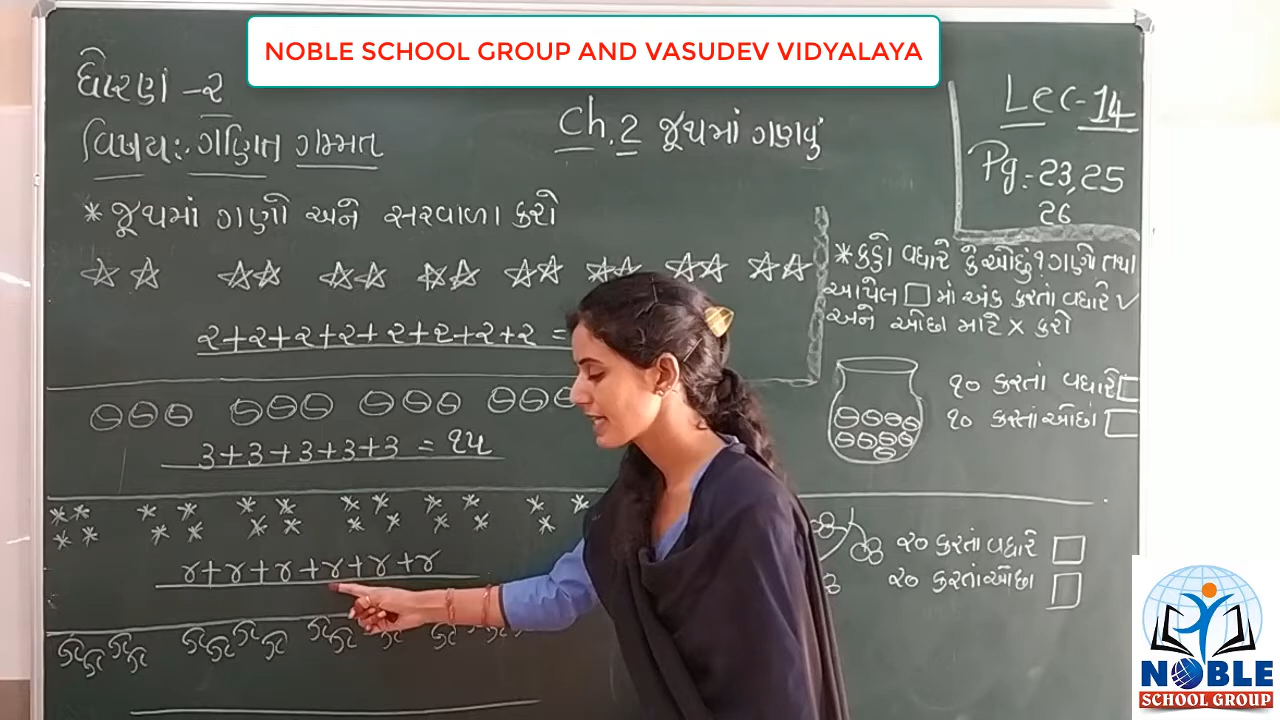 NOBLE SCHOOL GROUP AND VASUDEV VIDYALAYA
ધોરણ -૨
વિષય:- ગણિત ગમ્મત
Ch.2 જૂથમાં ગણવું
Lec-14
Pg:-23,25
26
* જૂથમાં ગણો અને સરવાળા કરો
૨+૨+૨+૨+૨+૨+૨+૨ =
3+3+3+3+3 = ૧૫
૪+૪+૪+૪+૪+૪
* કયો વધારે કે ઓછું? ગણો તથા
આપેલ □ માં અંક કરતાં વધારે ✓
અને ઓછા માટે × કરો
૧૦ કરતાં વધારે □
૧૦ કરતાં ઓછાં □
૨૦ કરતાં વધારે □
૨૦ કરતાં ઓછા □
NOBLE
SCHOOL GROUP